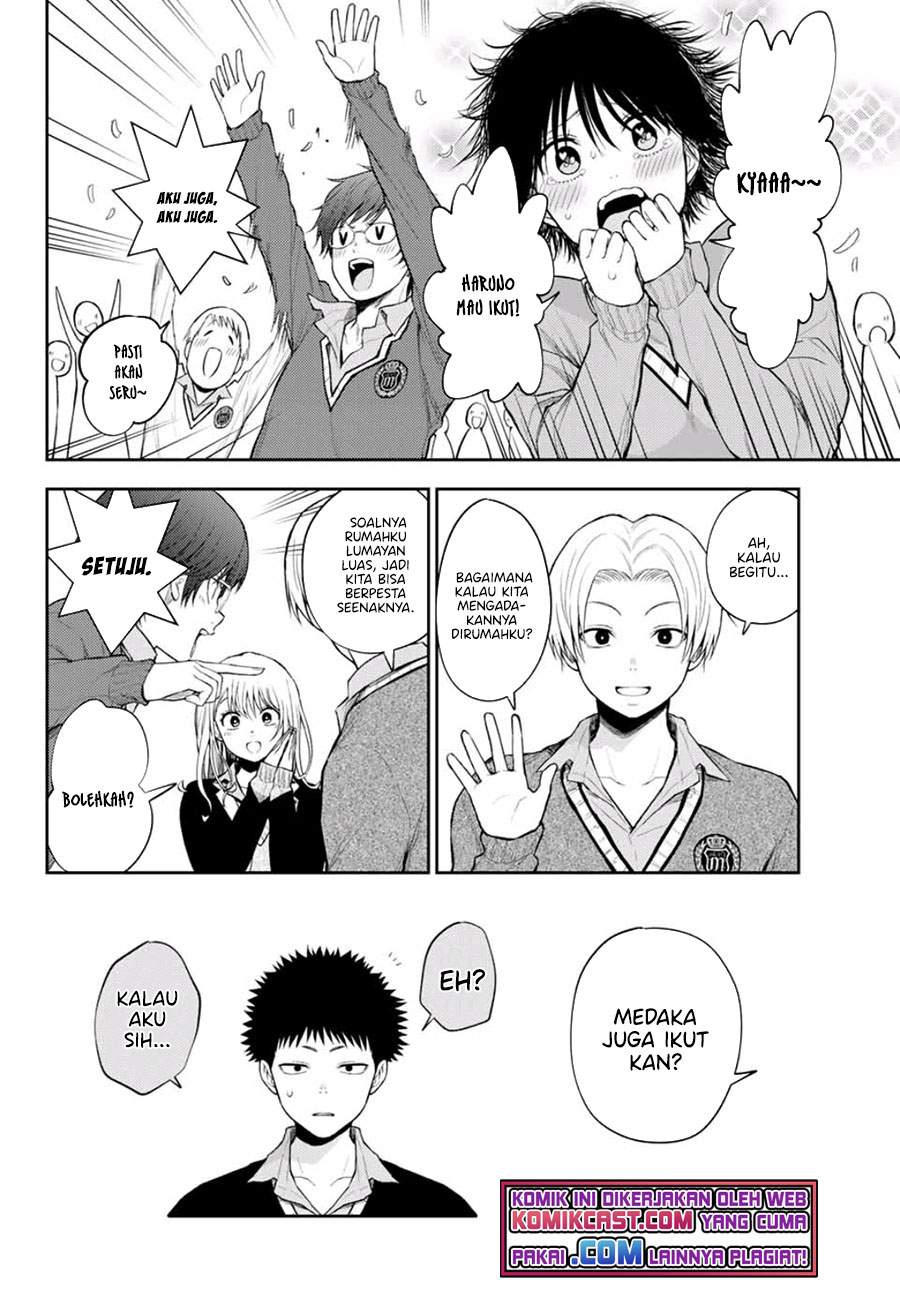 KYAAA~~
HARUNO
MAU IKUT!
AKU JUGA,
AKU JUGA.
PASTI
AKAN
SERU~
AH,
KALAU
BEGITU...
BAGAIMANA
KALAU KITA
MENGADA-
KANNYA
DIRUMAHKU?
SOALNYA
RUMAHKU
LUMAYAN
LUAS, JADI
KITA BISA
BERPESTA
SEENAKNYA.
SETUJU.
BOLEHKAH?
MEDAKA
JUGA IKUT
KAN?
EH?
KALAU
AKU
SIH...
KOMIK INI DIKERJAKAN OLEH WEB
KOMIKCAST.COM YANG CUMA
PAKAI .COM LAINNYA PLAGIAT!